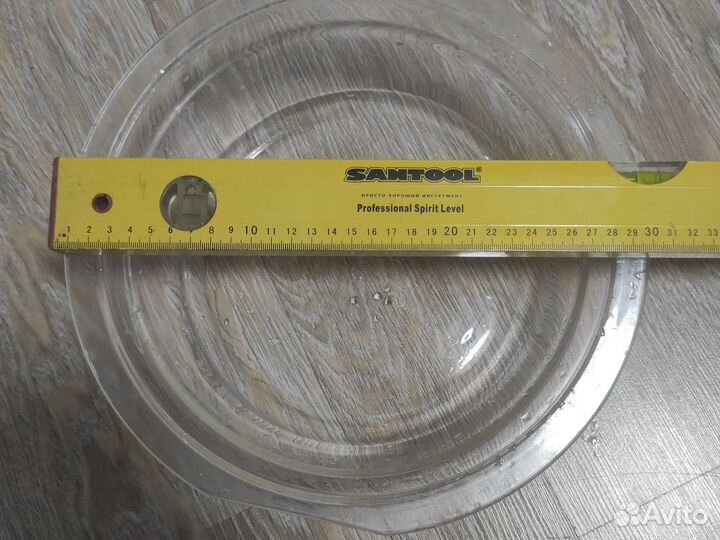 SANTOOL®
ПРОСТО ХОРОШИЙ ИНСТРУМЕНТ
Professional Spirit Level
см 1 2 3 4 5 6 7 8 9 10 11 12 13 14 15 16 17 18 19 20 21 22 23 24 25 26 27 28 29 30 31 32 33
Avito